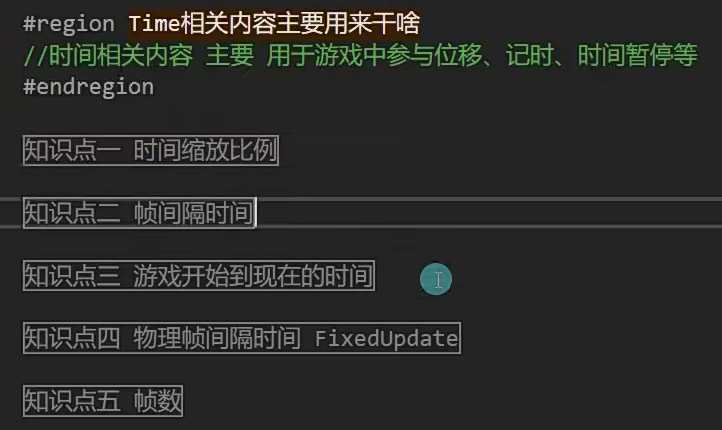 #region Time相关内容主要用来干啥
//时间相关内容 主要 用于游戏中参与位移、记时、时间暂停等
#endregion
知识点一 时间缩放比例
知识点二 帧间隔时间
知识点三 游戏开始到现在的时间
知识点四 物理帧间隔时间 FixedUpdate
知识点五 帧数